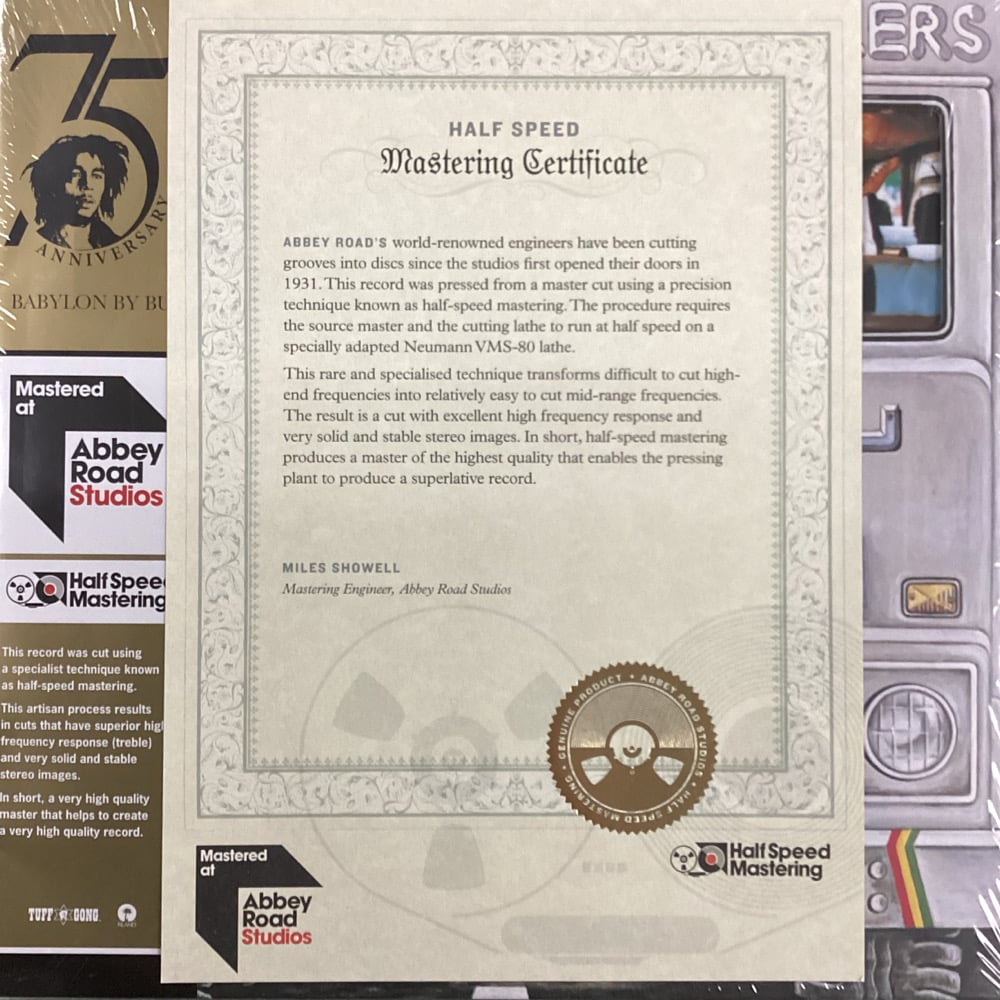 75
ANNIVERSARY
BABYLON BY BU
Mastered
at
Abbey
Road
Studios
Half Spee
Mastering
This record was cut using
a specialist technique known
as half-speed mastering.
This artisan process results
in cuts that have superior hig
frequency response (treble)
and very solid and stable
stereo images.
In short, a very high quality
master that helps to create
a very high quality record.
TUFF GONG
ISLAND
HALF SPEED
Mastering Certificate
ABBEY ROAD'S world-renowned engineers have been cutting
grooves into discs since the studios first opened their doors in
1931. This record was pressed from a master cut using a precision
technique known as half-speed mastering. The procedure requires
the source master and the cutting lathe to run at half speed on a
specially adapted Neumann VMS-80 lathe.
This rare and specialised technique transforms difficult to cut high-
end frequencies into relatively easy to cut mid-range frequencies.
The result is a cut with excellent high frequency response and
very solid and stable stereo images. In short, half-speed mastering
produces a master of the highest quality that enables the pressing
plant to produce a superlative record.
MILES SHOWELL
Mastering Engineer, Abbey Road Studios
GENUINE PRODUCT • ABBEY ROAD STUDIOS • HALF SPEED MASTERING •
Mastered
at
Abbey
Road
Studios
Half Speed
Mastering
ERS